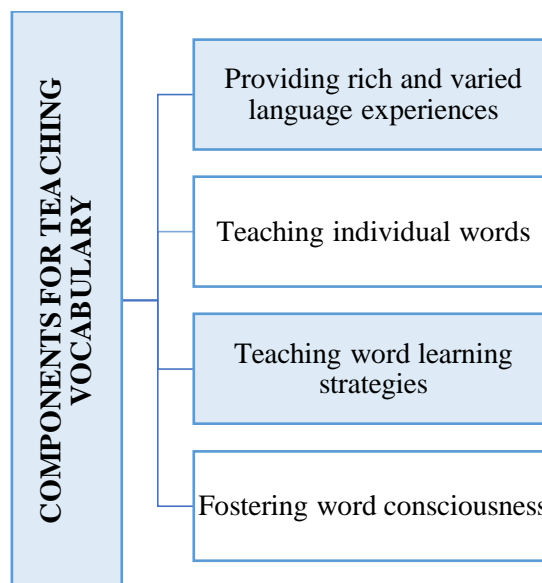 COMPONENTS FOR TEACHING
VOCABULARY
Providing rich and varied
language experiences
Teaching individual words
Teaching word learning
strategies
Fostering word consciousness